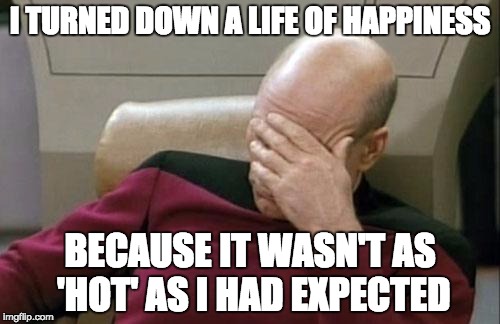 I TURNED DOWN A LIFE OF HAPPINESS
BECAUSE IT WASN'T AS
'HOT' AS I HAD EXPECTED
imgflip.com